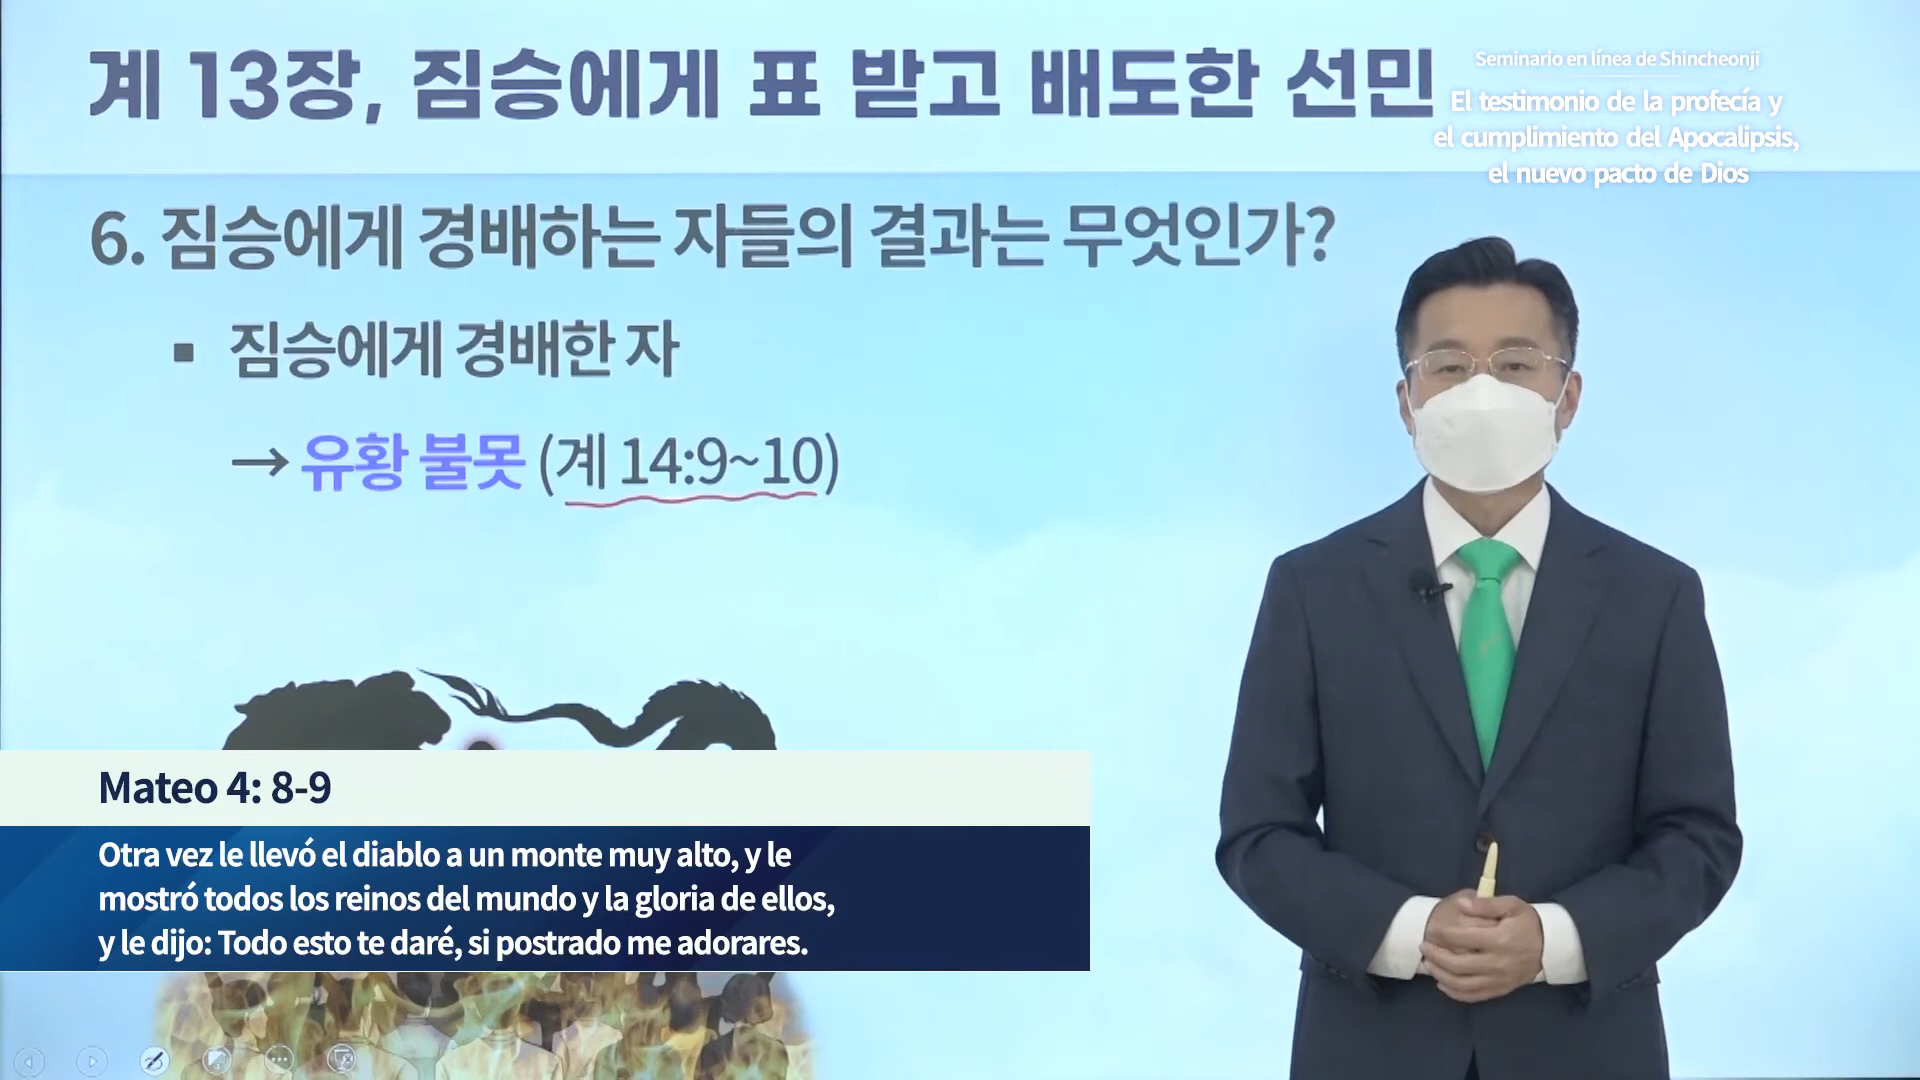 계 13장, 짐승에게 표 받고 배도한 선민
Seminario en línea de Shincheonji
El testimonio de la profecía y
el cumplimiento del Apocalipsis,
el nuevo pacto de Dios
6. 짐승에게 경배하는 자들의 결과는 무엇인가?
▪ 짐승에게 경배한 자
→ 유황 불못 (계 14:9~10)
Mateo 4: 8-9
Otra vez le llevó el diablo a un monte muy alto, y le
mostró todos los reinos del mundo y la gloria de ellos,
y le dijo: Todo esto te daré, si postrado me adorares.